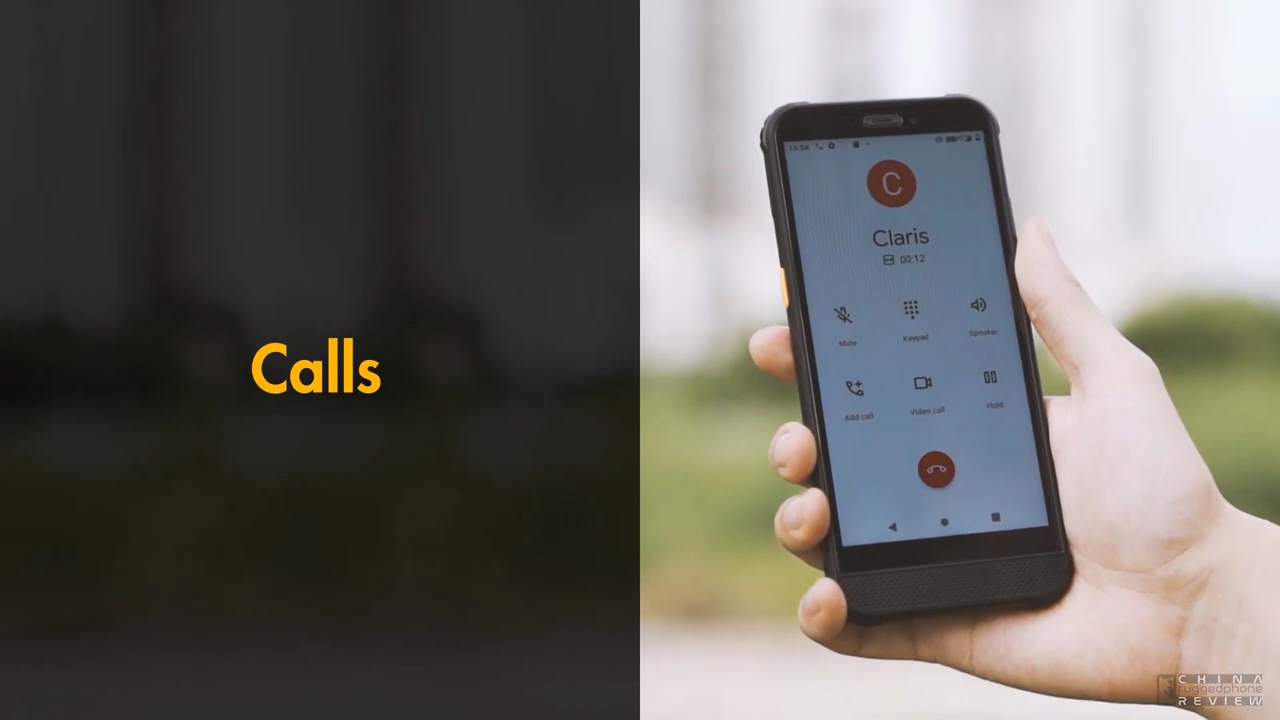 Calls
16:54
C
Claris
00:12
Mute
Keypad
Speaker
Add call
Video call
Hold
CHINA
ruggedphone
REVIEW